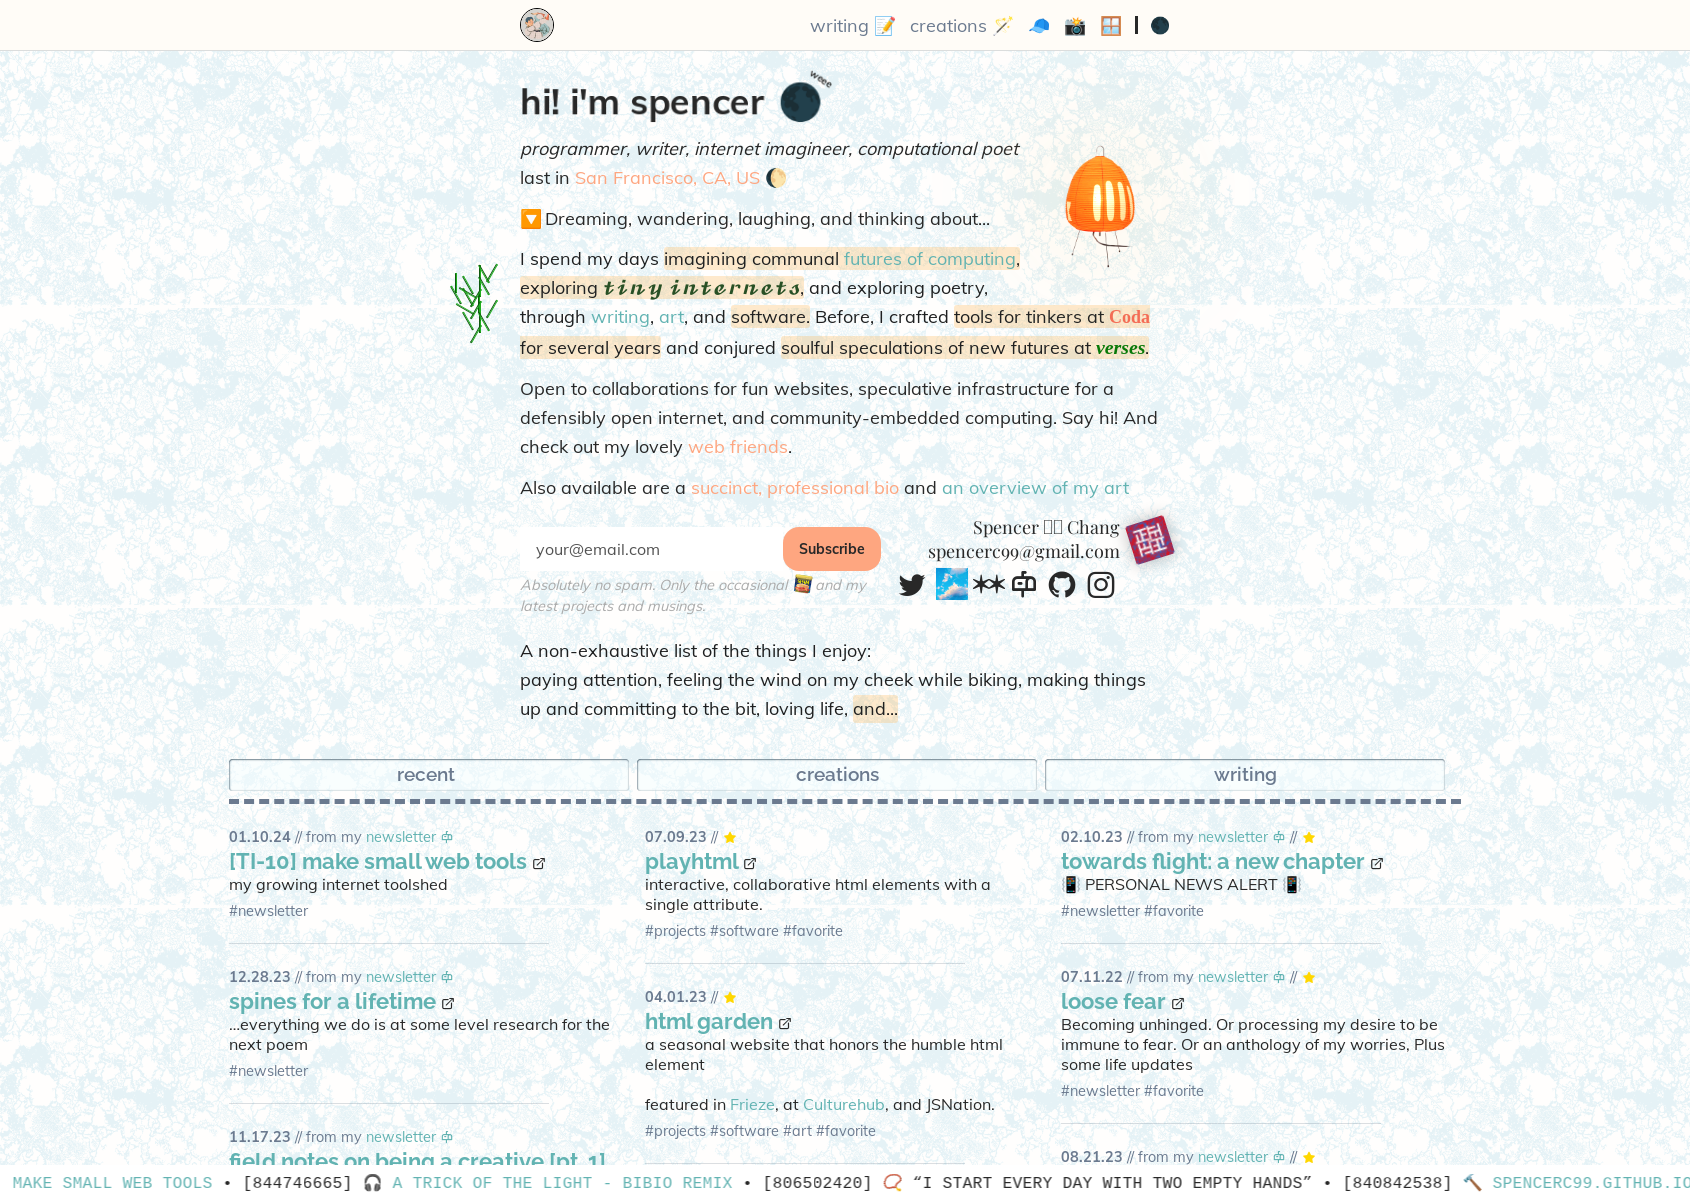 writing 📝 creations 🪄 🧢 📸 🪟 | 🌑
weee
hi! i'm spencer 🌑
programmer, writer, internet imagineer, computational poet
last in San Francisco, CA, US 🌔
🔽 Dreaming, wandering, laughing, and thinking about...
I spend my days imagining communal futures of computing,
exploring tiny internets, and exploring poetry,
through writing, art, and software. Before, I crafted tools for tinkers at Coda
for several years and conjured soulful speculations of new futures at verses.
Open to collaborations for fun websites, speculative infrastructure for a
defensibly open internet, and community-embedded computing. Say hi! And
check out my lovely web friends.
Also available are a succinct, professional bio and an overview of my art
your@email.com
Subscribe
Absolutely no spam. Only the occasional and my
latest projects and musings.
Spencer Chang
spencerc99@gmail.com
A non-exhaustive list of the things I enjoy:
paying attention, feeling the wind on my cheek while biking, making things
up and committing to the bit, loving life, and...
recent
creations
writing
01.10.24 // from my newsletter
[TI-10] make small web tools
my growing internet toolshed
#newsletter
12.28.23 // from my newsletter
spines for a lifetime
...everything we do is at some level research for the
next poem
#newsletter
11.17.23 // from my newsletter
field notes on being a creative [pt. 1]
07.09.23 // ⭐
playhtml
interactive, collaborative html elements with a
single attribute.
#projects #software #favorite
04.01.23 // ⭐
html garden
a seasonal website that honors the humble html
element
featured in Frieze, at Culturehub, and JSNation.
#projects #software #art #favorite
02.10.23 // from my newsletter // ⭐
towards flight: a new chapter
📳 PERSONAL NEWS ALERT 📳
#newsletter #favorite
07.11.22 // from my newsletter // ⭐
loose fear
Becoming unhinged. Or processing my desire to be
immune to fear. Or an anthology of my worries, Plus
some life updates
#newsletter #favorite
08.21.23 // from my newsletter // ⭐
MAKE SMALL WEB TOOLS • [844746665] 🎧 A TRICK OF THE LIGHT - BIBIO REMIX • [806502420] 📿 “I START EVERY DAY WITH TWO EMPTY HANDS” • [840842538] 🔨 SPENCERC99.GITHUB.IO